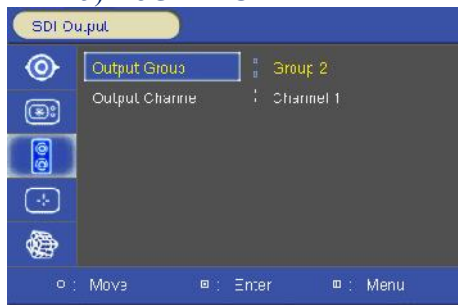 SDI Output
Output Group : Group 2
Output Channe : Channel 1
Move : Enter : Menu